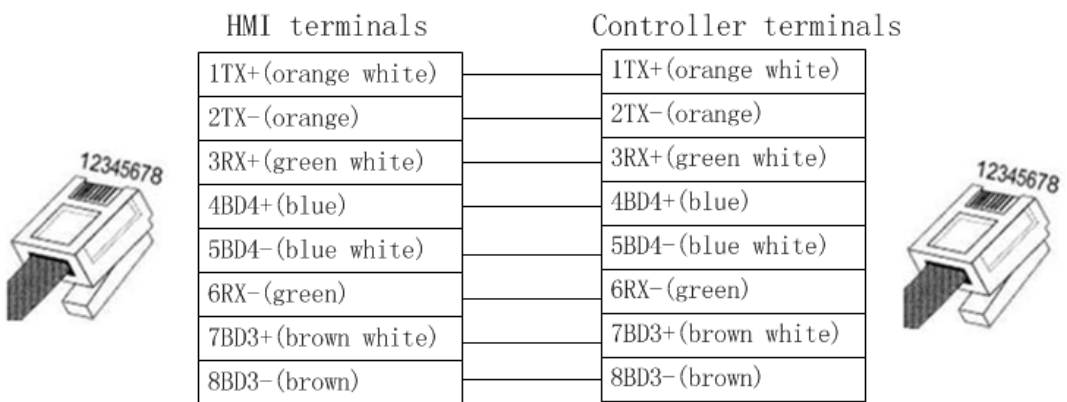 HMI terminals
Controller terminals
1TX+(orange white)
1TX+(orange white)
2TX-(orange)
2TX-(orange)
3RX+(green white)
3RX+(green white)
4BD4+(blue)
4BD4+(blue)
5BD4-(blue white)
5BD4-(blue white)
6RX-(green)
6RX-(green)
7BD3+(brown white)
7BD3+(brown white)
8BD3-(brown)
8BD3-(brown)
12345678
12345678